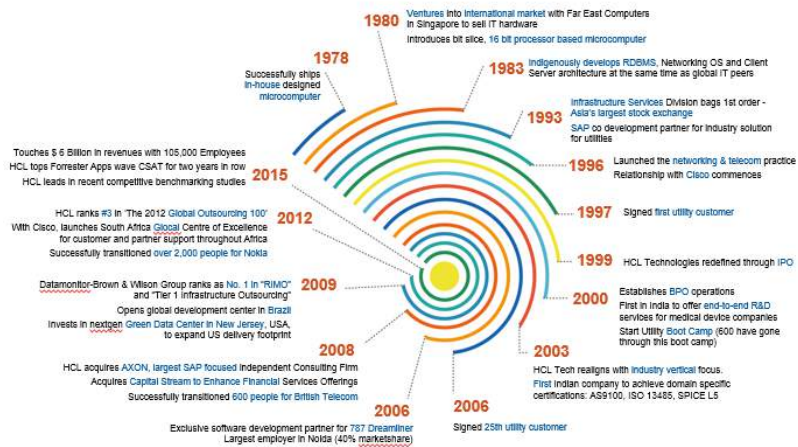 1980
Ventures into international market with Far East Computers
in Singapore to sell IT hardware
Introduces bit slice, 16 bit processor based microcomputer
1978
Successfully ships
in-house designed
microcomputer
1983
Indigenously develops RDBMS, Networking OS and Client
Server architecture at the same time as global IT peers
1993
Infrastructure Services Division bags 1st order -
Asia's largest stock exchange
SAP co development partner for industry solution
for utilities
1996
Launched the networking & telecom practice
Relationship with Cisco commences
1997
Signed first utility customer
1999
HCL Technologies redefined through IPO
2000
Establishes BPO operations
First in India to offer end-to-end R&D
services for medical device companies
Start Utility Boot Camp (600 have gone
through this boot camp)
2003
HCL Tech realigns with industry vertical focus.
First Indian company to achieve domain specific
certifications: AS9100, ISO 13485, SPICE L5
2006
Signed 25th utility customer
2006
Exclusive software development partner for 787 Dreamliner
Largest employer in Noida (40% marketshare)
2008
HCL acquires AXON, largest SAP focused Independent Consulting Firm
Acquires Capital Stream to Enhance Financial Services Offerings
Successfully transitioned 600 people for British Telecom
2009
Datamonitor-Brown & Wilson Group ranks as No. 1 in "RIMO"
and "Tier 1 Infrastructure Outsourcing"
Opens global development center in Brazil
Invests in nextgen Green Data Center in New Jersey, USA,
to expand US delivery footprint
2012
HCL ranks #3 in 'The 2012 Global Outsourcing 100'
With Cisco, launches South Africa Glocal Centre of Excellence
for customer and partner support throughout Africa
Successfully transitioned over 2,000 people for Nokia
2015
Touches $ 6 Billion in revenues with 105,000 Employees
HCL tops Forrester Apps wave CSAT for two years in row
HCL leads in recent competitive benchmarking studies